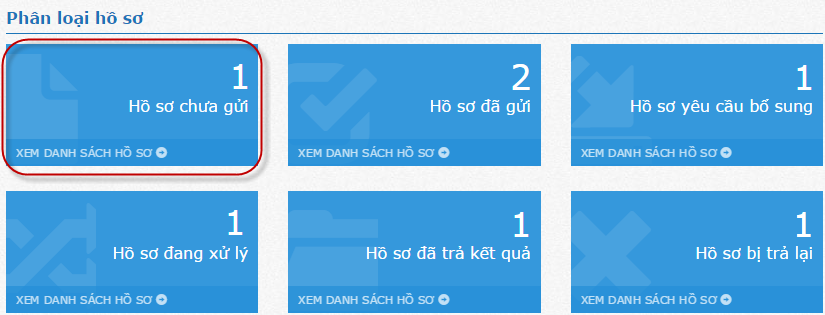 Phân loại hồ sơ
1
Hồ sơ chưa gửi
XEM DANH SÁCH HỒ SƠ
2
Hồ sơ đã gửi
XEM DANH SÁCH HỒ SƠ
1
Hồ sơ yêu cầu bổ sung
XEM DANH SÁCH HỒ SƠ
1
Hồ sơ đang xử lý
XEM DANH SÁCH HỒ SƠ
1
Hồ sơ đã trả kết quả
XEM DANH SÁCH HỒ SƠ
1
Hồ sơ bị trả lại
XEM DANH SÁCH HỒ SƠ